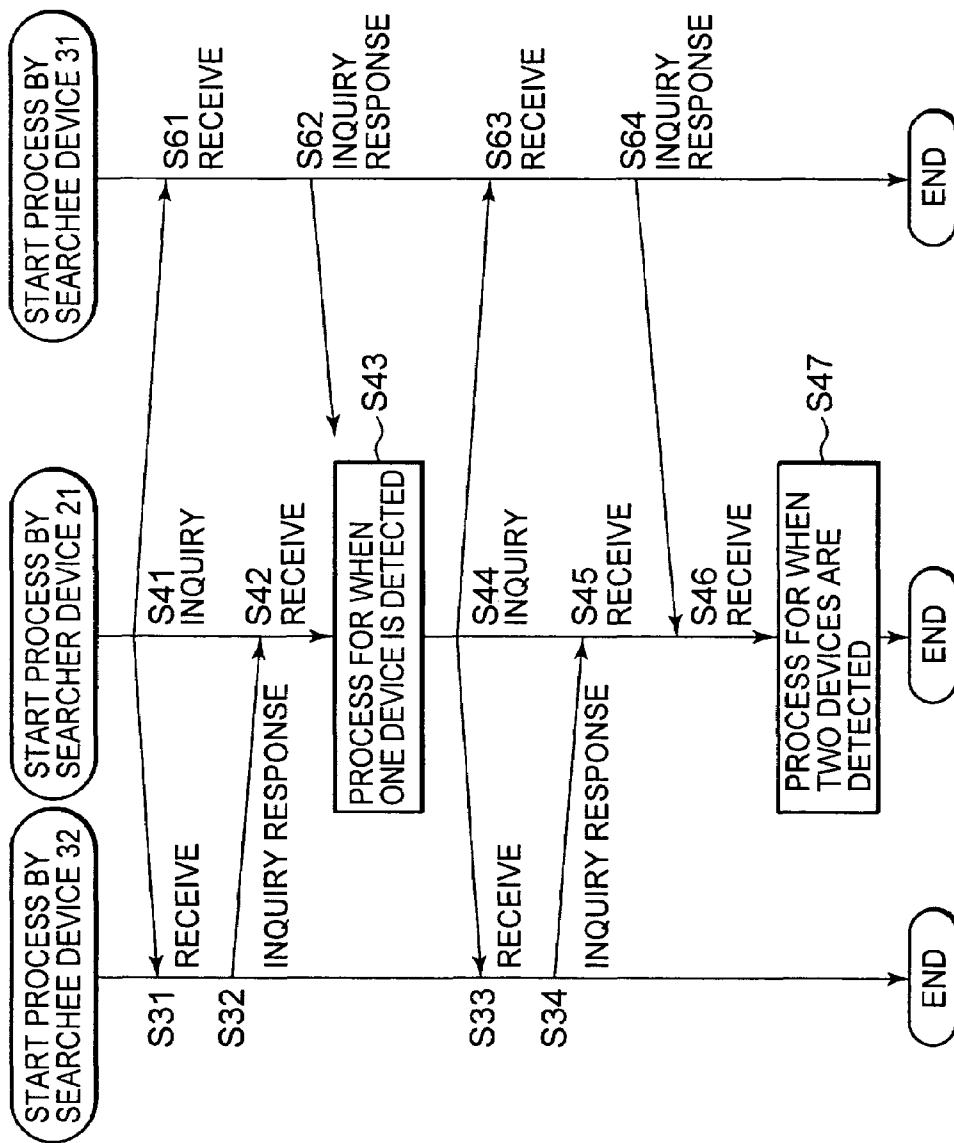 START PROCESS BY
SEARCHEE DEVICE 32
START PROCESS BY
SEARCHER DEVICE 21
START PROCESS BY
SEARCHEE DEVICE 31
S31
RECEIVE
S41
INQUIRY
S61
RECEIVE
S32
INQUIRY RESPONSE
S42
RECEIVE
S62
INQUIRY
RESPONSE
S43
PROCESS FOR WHEN
ONE DEVICE IS DETECTED
S33
RECEIVE
S44
INQUIRY
S63
RECEIVE
S34
INQUIRY RESPONSE
S45
RECEIVE
S64
INQUIRY
RESPONSE
S46
RECEIVE
S47
PROCESS FOR WHEN
TWO DEVICES ARE
DETECTED
END
END
END